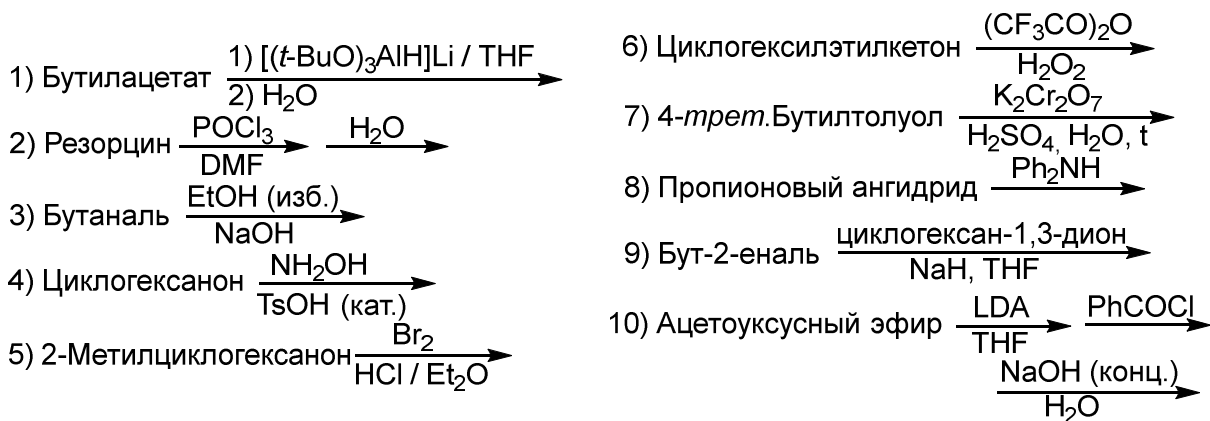 1) Бутилацетат 1) [(t-BuO)₃AlH]Li / THF
2) H₂O
2) Резорцин POCl₃ H₂O
DMF
3) Бутаналь EtOH (изб.)
NaOH
4) Циклогексанон NH₂OH
TsOH (кат.)
5) 2-Метилциклогексанон Br₂
HCl / Et₂O
6) Циклогексилэтилкетон (CF₃CO)₂O
H₂O₂
7) 4-трет.Бутилтолуол K₂Cr₂O₇
H₂SO₄, H₂O, t
8) Пропионовый ангидрид Ph₂NH
9) Бут-2-еналь циклогексан-1,3-дион
NaH, THF
10) Ацетоуксусный эфир LDA PhCOCl
THF
NaOH (конц.)
H₂O